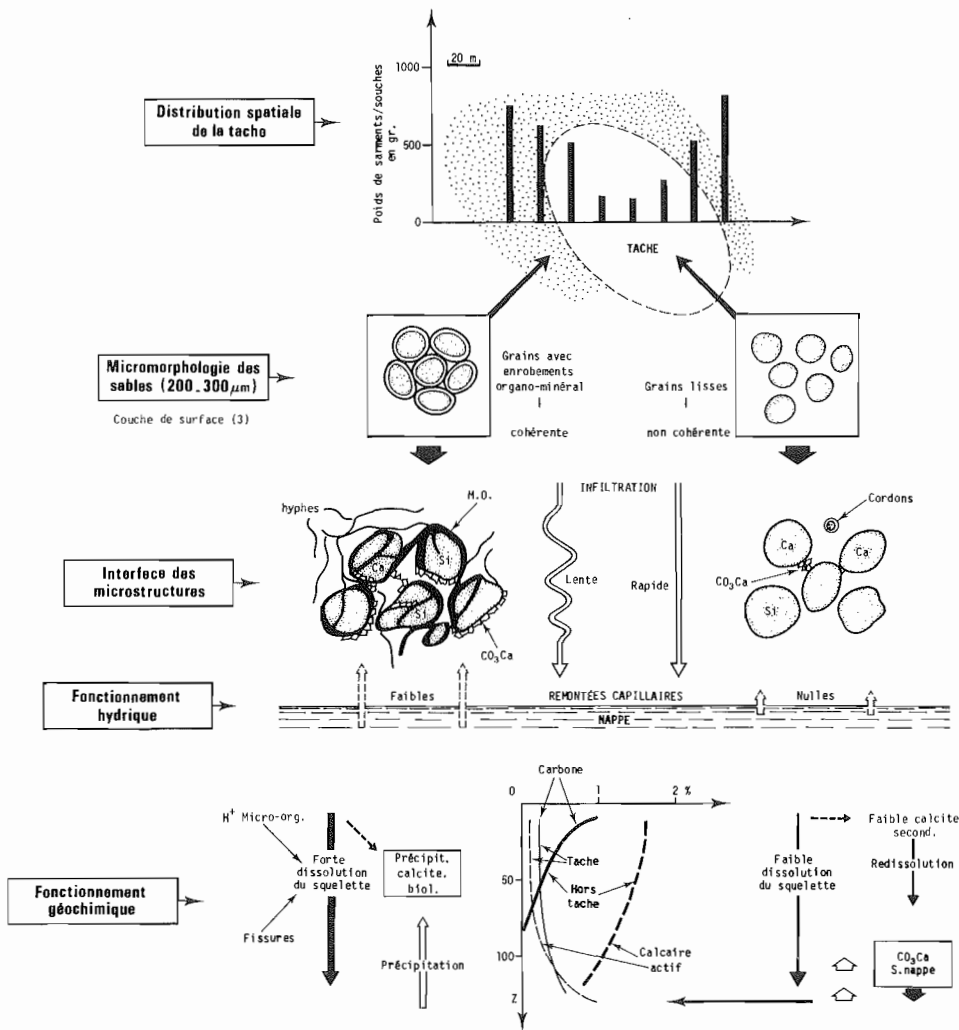 Distribution spatiale
de la tacho
Poids de sarments/souches
en gr.
1000
500
0
20 m
TACHE
Micromorphologie des
sables (200_300µm)
Couche de surface (3)
Grains avec
enrobements
organo-minéral
cohérente
Grains lisses
non cohérente
Interface des
microstructures
hyphes
M.O.
Ca
Si
Si
CO₃Ca
INFILTRATION
Lente
Rapide
Cordons
Ca
Ca
CO₃Ca
Si
Fonctionnement
hydrique
Faibles
REMONTÉES CAPILLAIRES
Nulles
NAPPE
Fonctionnement
géochimique
H⁺ Micro-org.
Forte
dissolution
du squelette
Fissures
Précipit.
calcite.
biol.
Précipitation
Carbone
0
1
2 %
50
100
Z
Tache
Hors
tache
Calcaire
actif
Faible
dissolution
du squelette
Faible calcite
second.
Redissolution
CO₃Ca
S.nappe